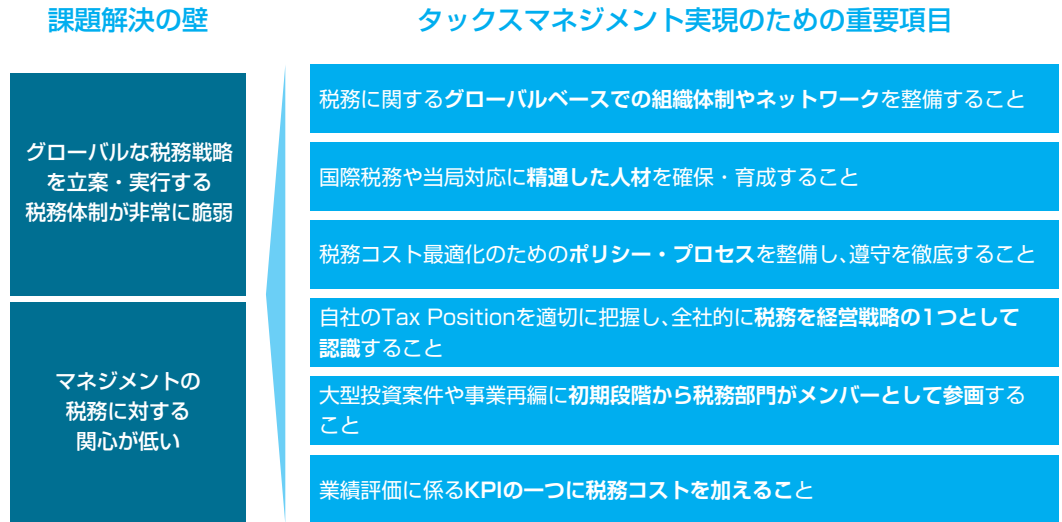 課題解決の壁
タックスマネジメント実現のための重要項目
グローバルな税務戦略
を立案・実行する
税務体制が非常に脆弱
マネジメントの
税務に対する
関心が低い
税務に関するグローバルベースでの組織体制やネットワークを整備すること
国際税務や当局対応に精通した人材を確保・育成すること
税務コスト最適化のためのポリシー・プロセスを整備し、遵守を徹底すること
自社のTax Positionを適切に把握し、全社的に税務を経営戦略の1つとして
認識すること
大型投資案件や事業再編に初期段階から税務部門がメンバーとして参画する
こと
業績評価に係るKPIの一つに税務コストを加えること